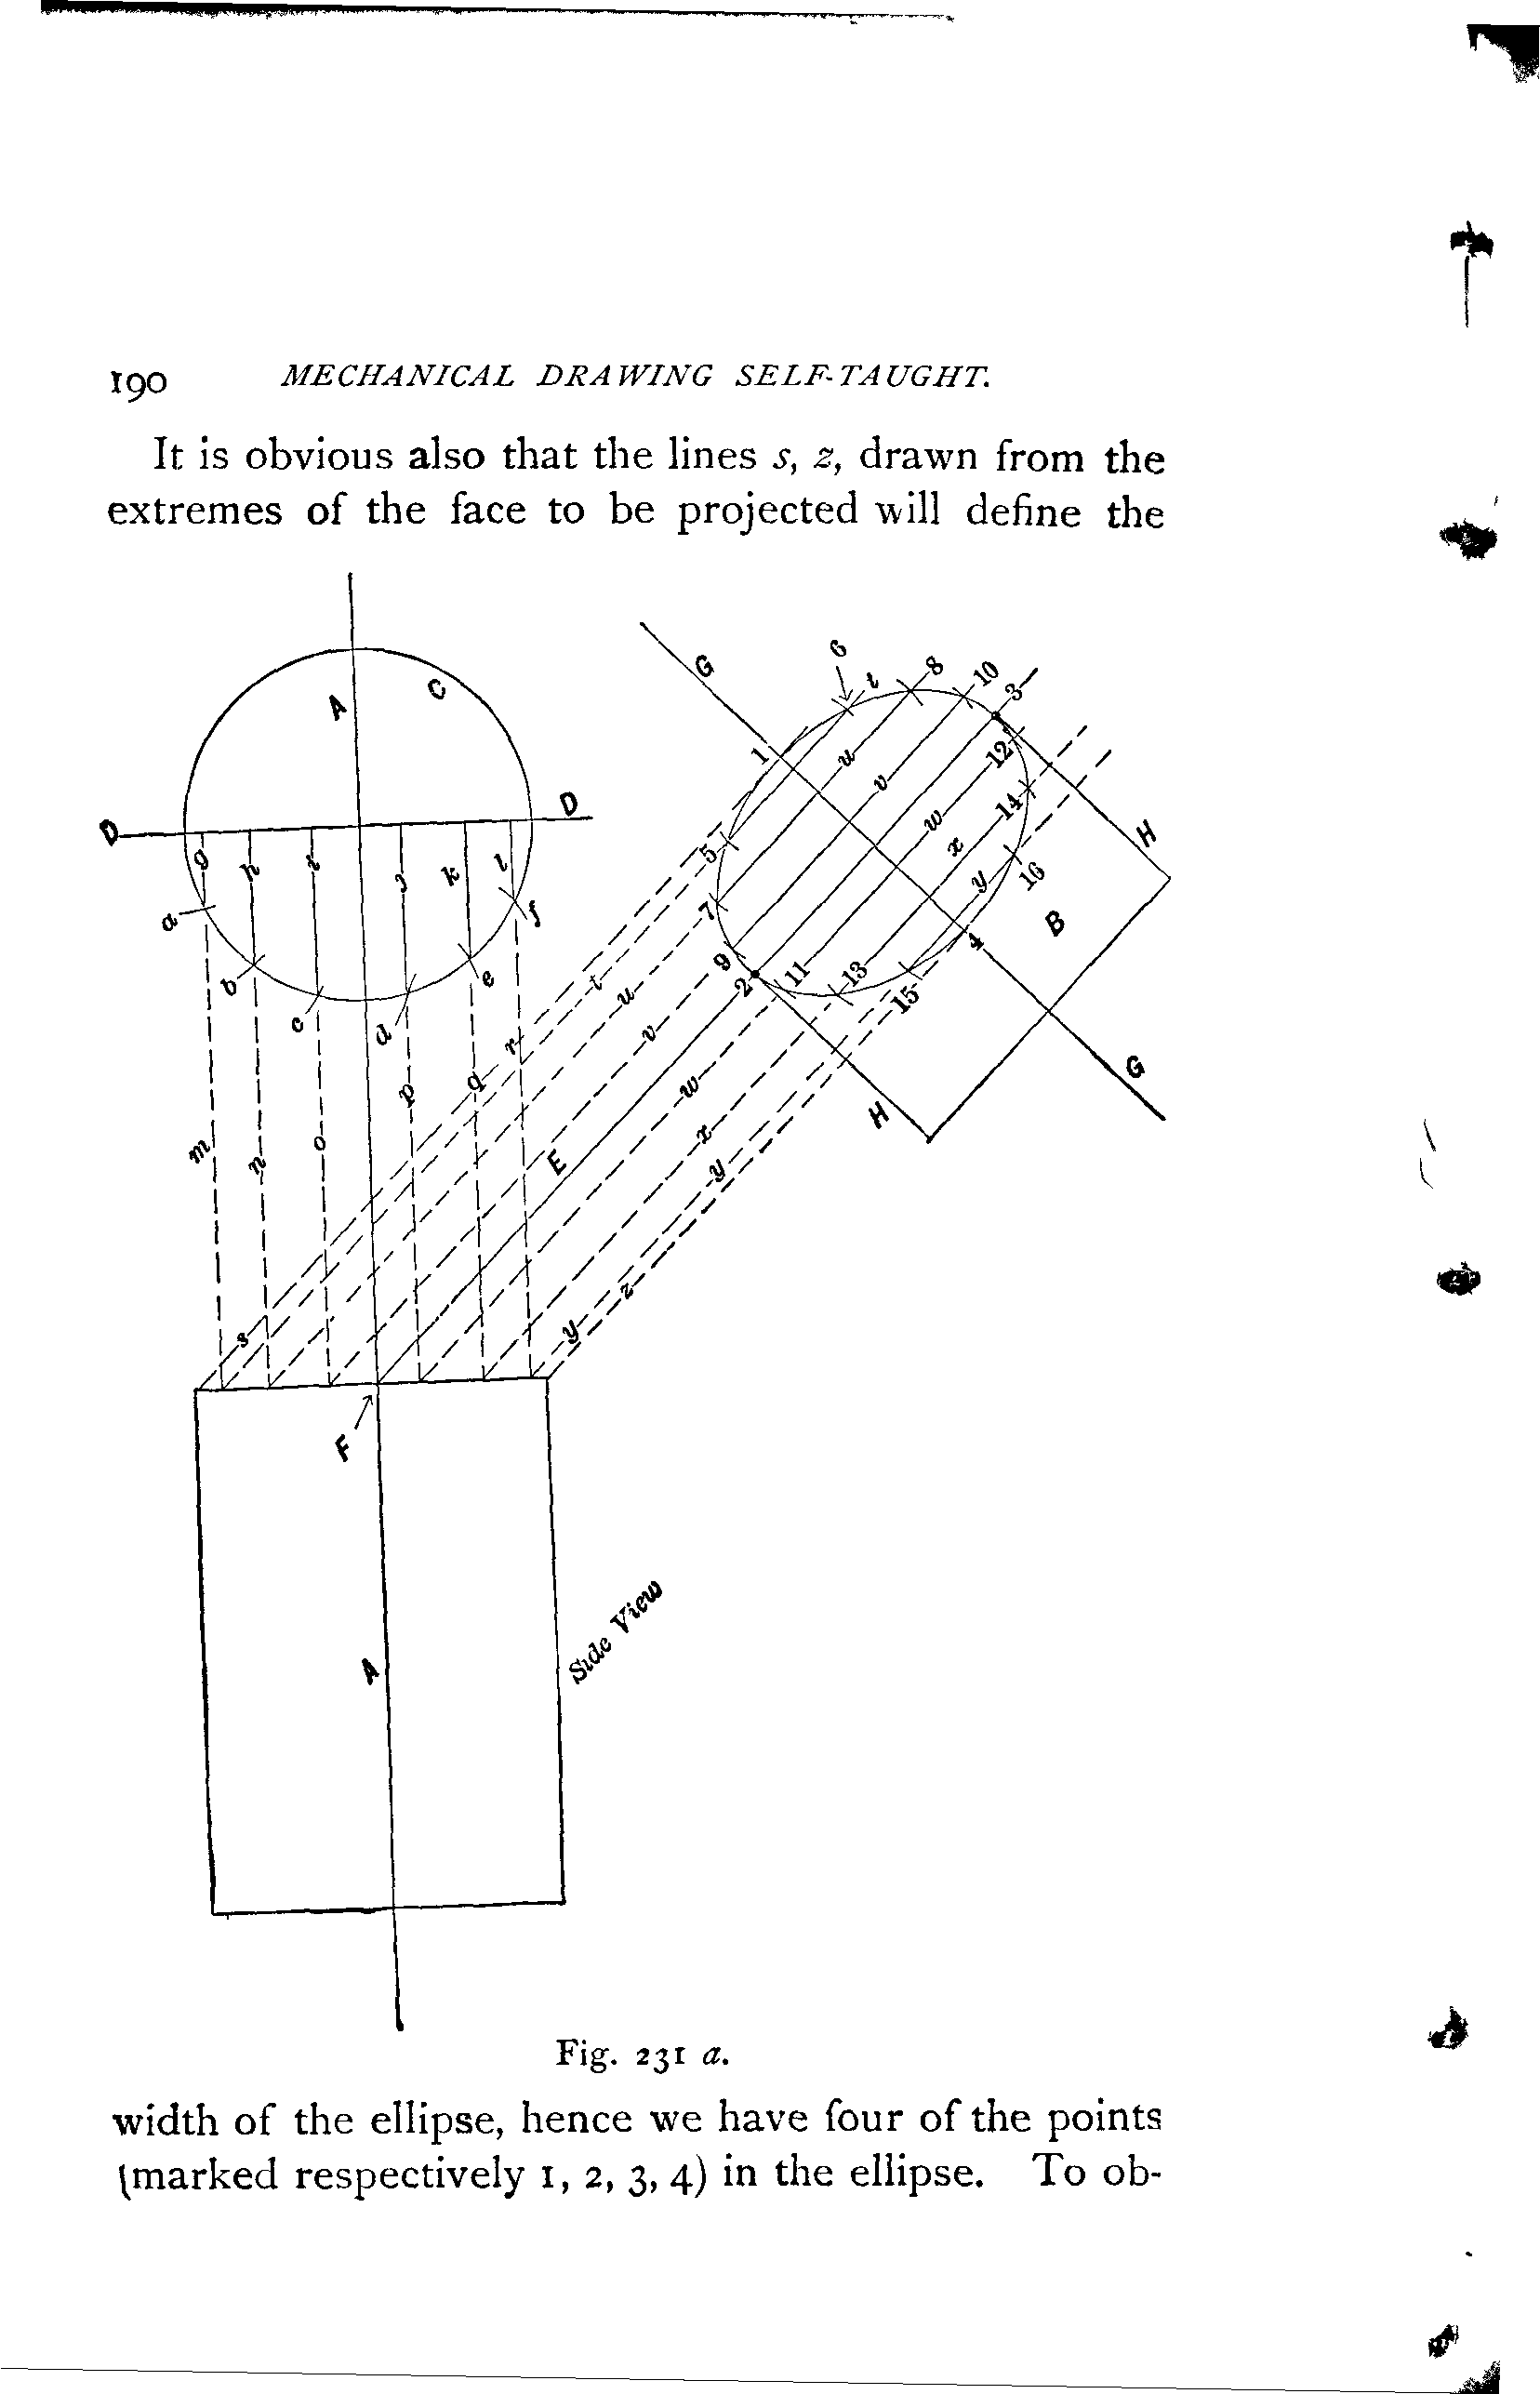 190 MECHANICAL DRAWING SELF-TAUGHT.
It is obvious also that the lines s, z, drawn from the
extremes of the face to be projected will define the
A C
D D
g h i j k l
a b c d e f
m n o p q r
s t u v w x y y z
E
F
G
1 6 t 8 10 3
u v 12
5 w 14
7 x H
9 y 16
2 11 13 4 B
15
H G
A
Side View
Fig. 231 a.
width of the ellipse, hence we have four of the points
(marked respectively 1, 2, 3, 4) in the ellipse. To ob-